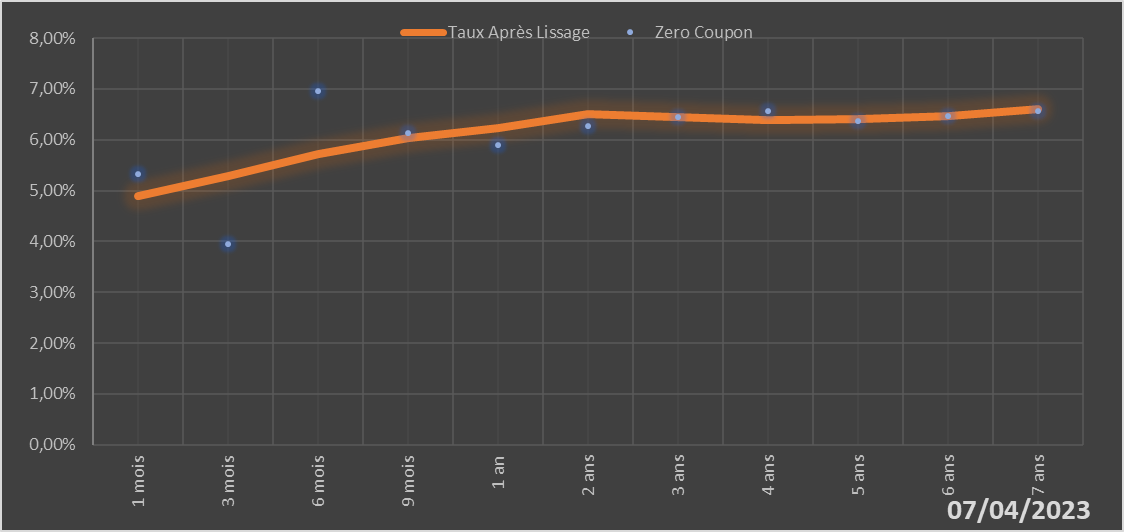 Taux Après Lissage Zero Coupon
8,00%
7,00%
6,00%
5,00%
4,00%
3,00%
2,00%
1,00%
0,00%
1 mois
3 mois
6 mois
9 mois
1 an
2 ans
3 ans
4 ans
5 ans
6 ans
7 ans
07/04/2023